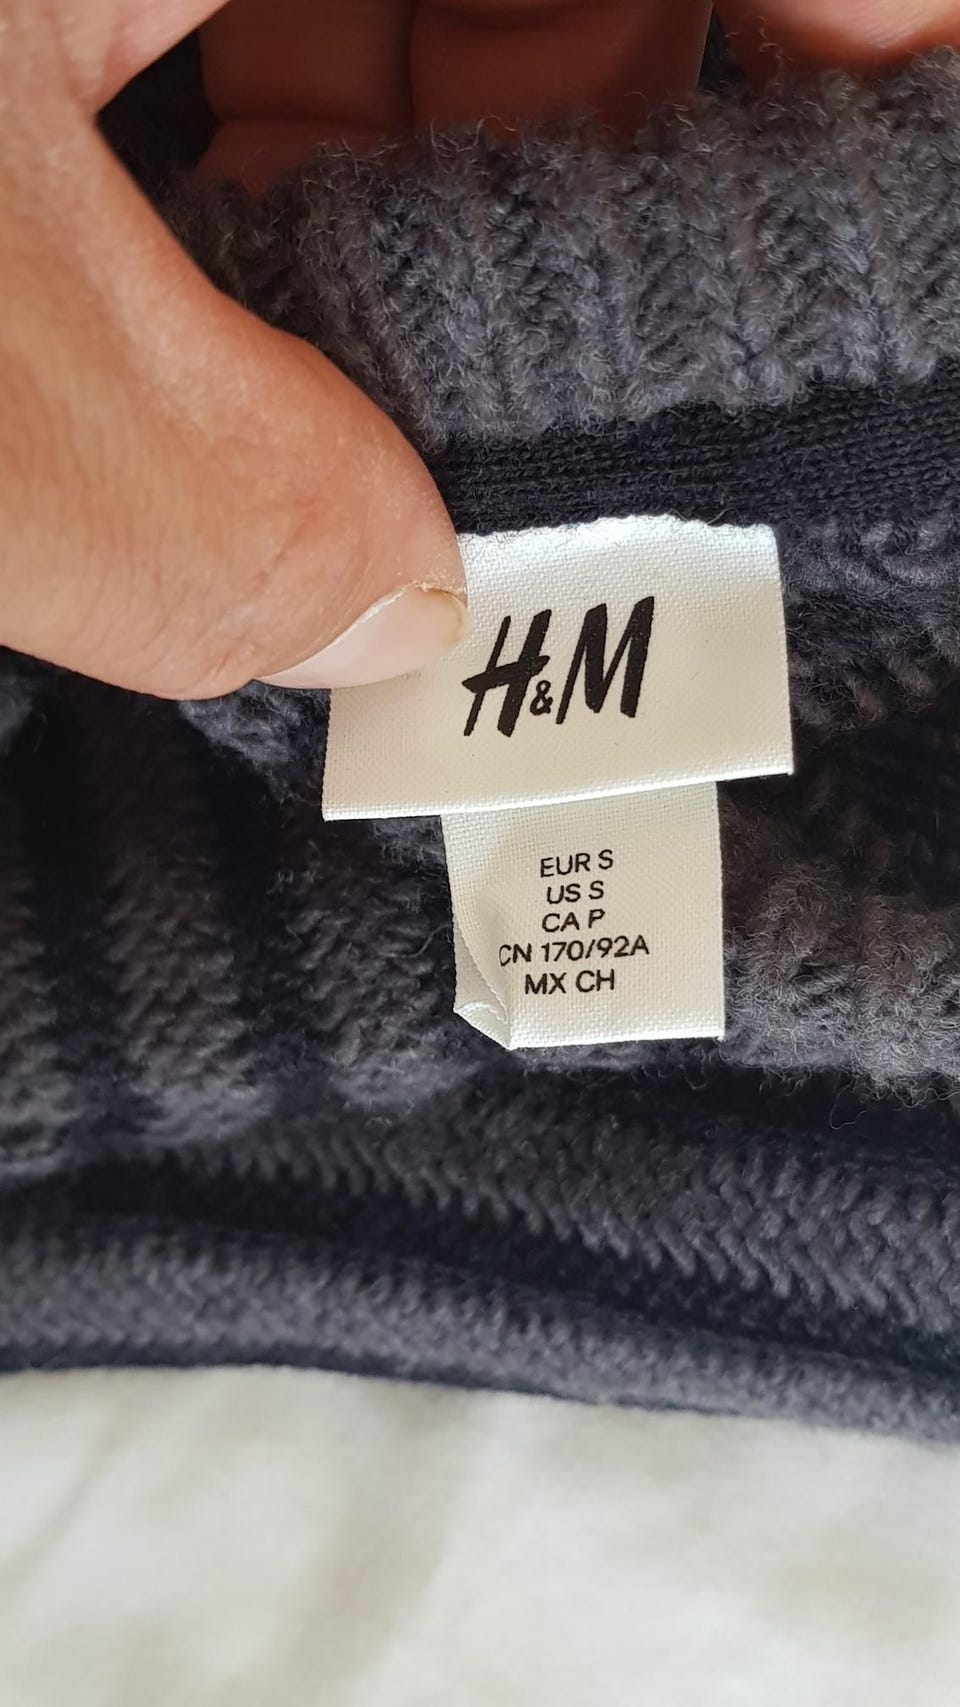 H&M
EUR S
US S
CA P
CN 170/92A
MX CH